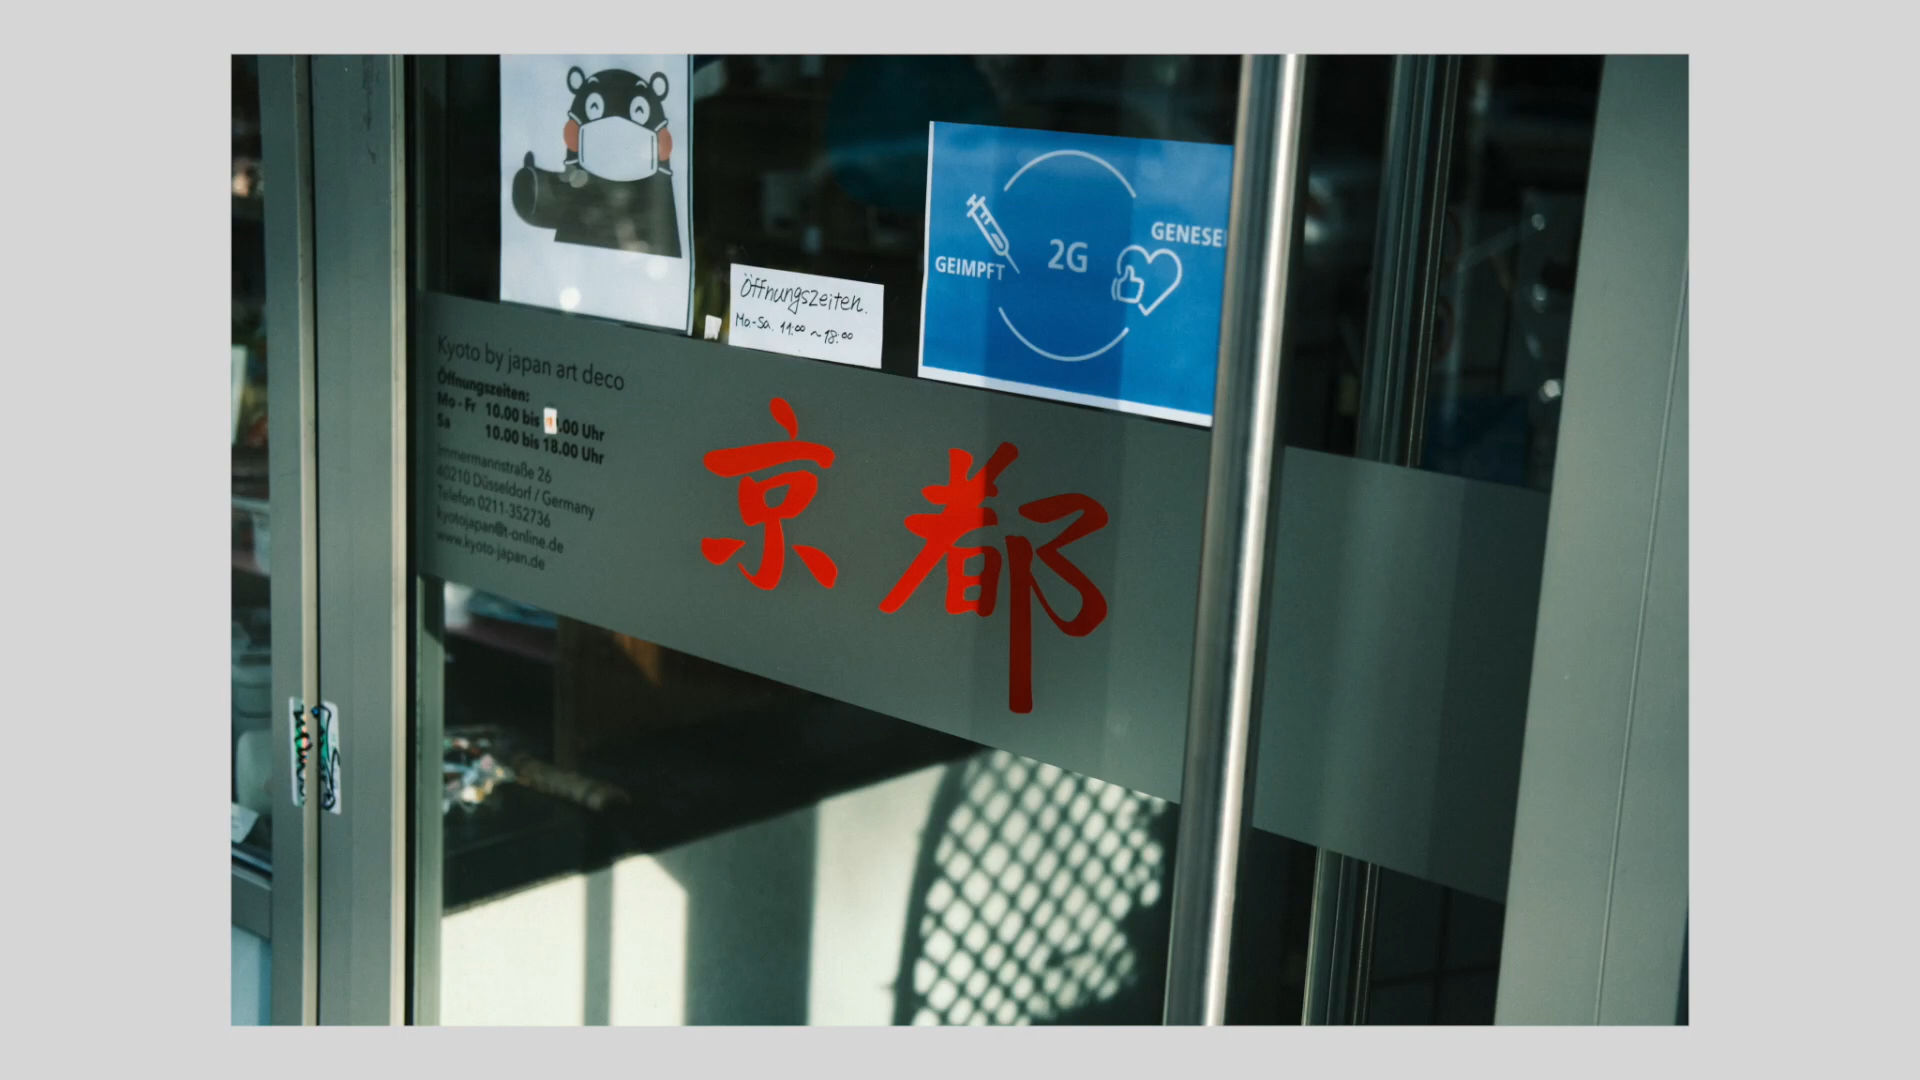 Öffnungszeiten.
Mo-Sa. 11:00 ~ 18:00
GEIMPFT
2G
Kyoto by japan art deco
Öffnungszeiten:
Mo - Fr 10.00 bis .00 Uhr
Sa 10.00 bis 18.00 Uhr
Immermannstraße 26
40210 Düsseldorf / Germany
Telefon 0211-352736
kyotojapan@t-online.de
www.kyoto-japan.de
京都